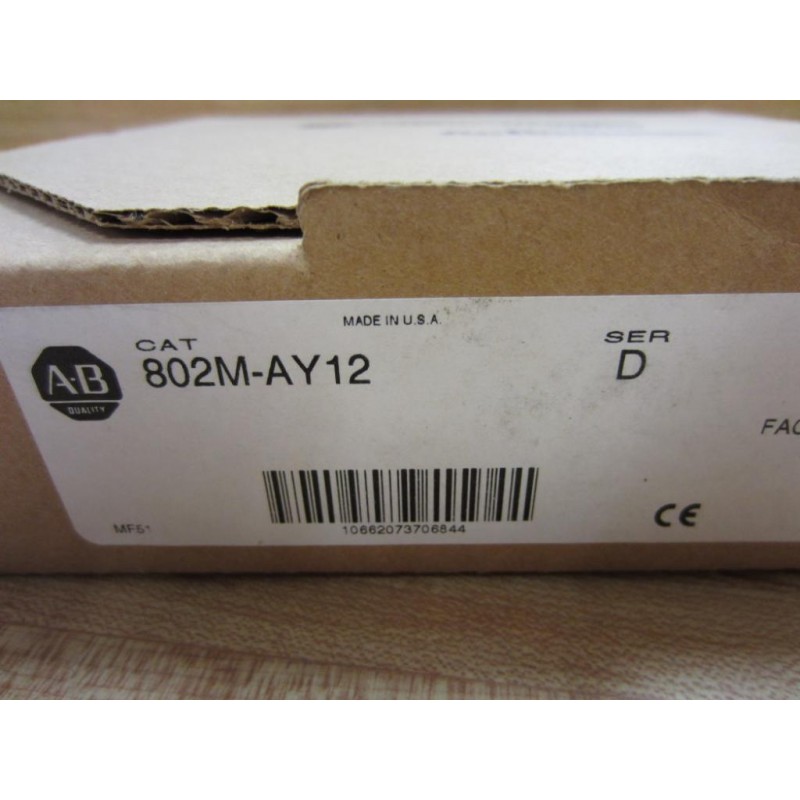 MADE IN U.S.A.
CAT
802M-AY12
SER
D
A-B
QUALITY
FAC
MF51
10662073706844
CE